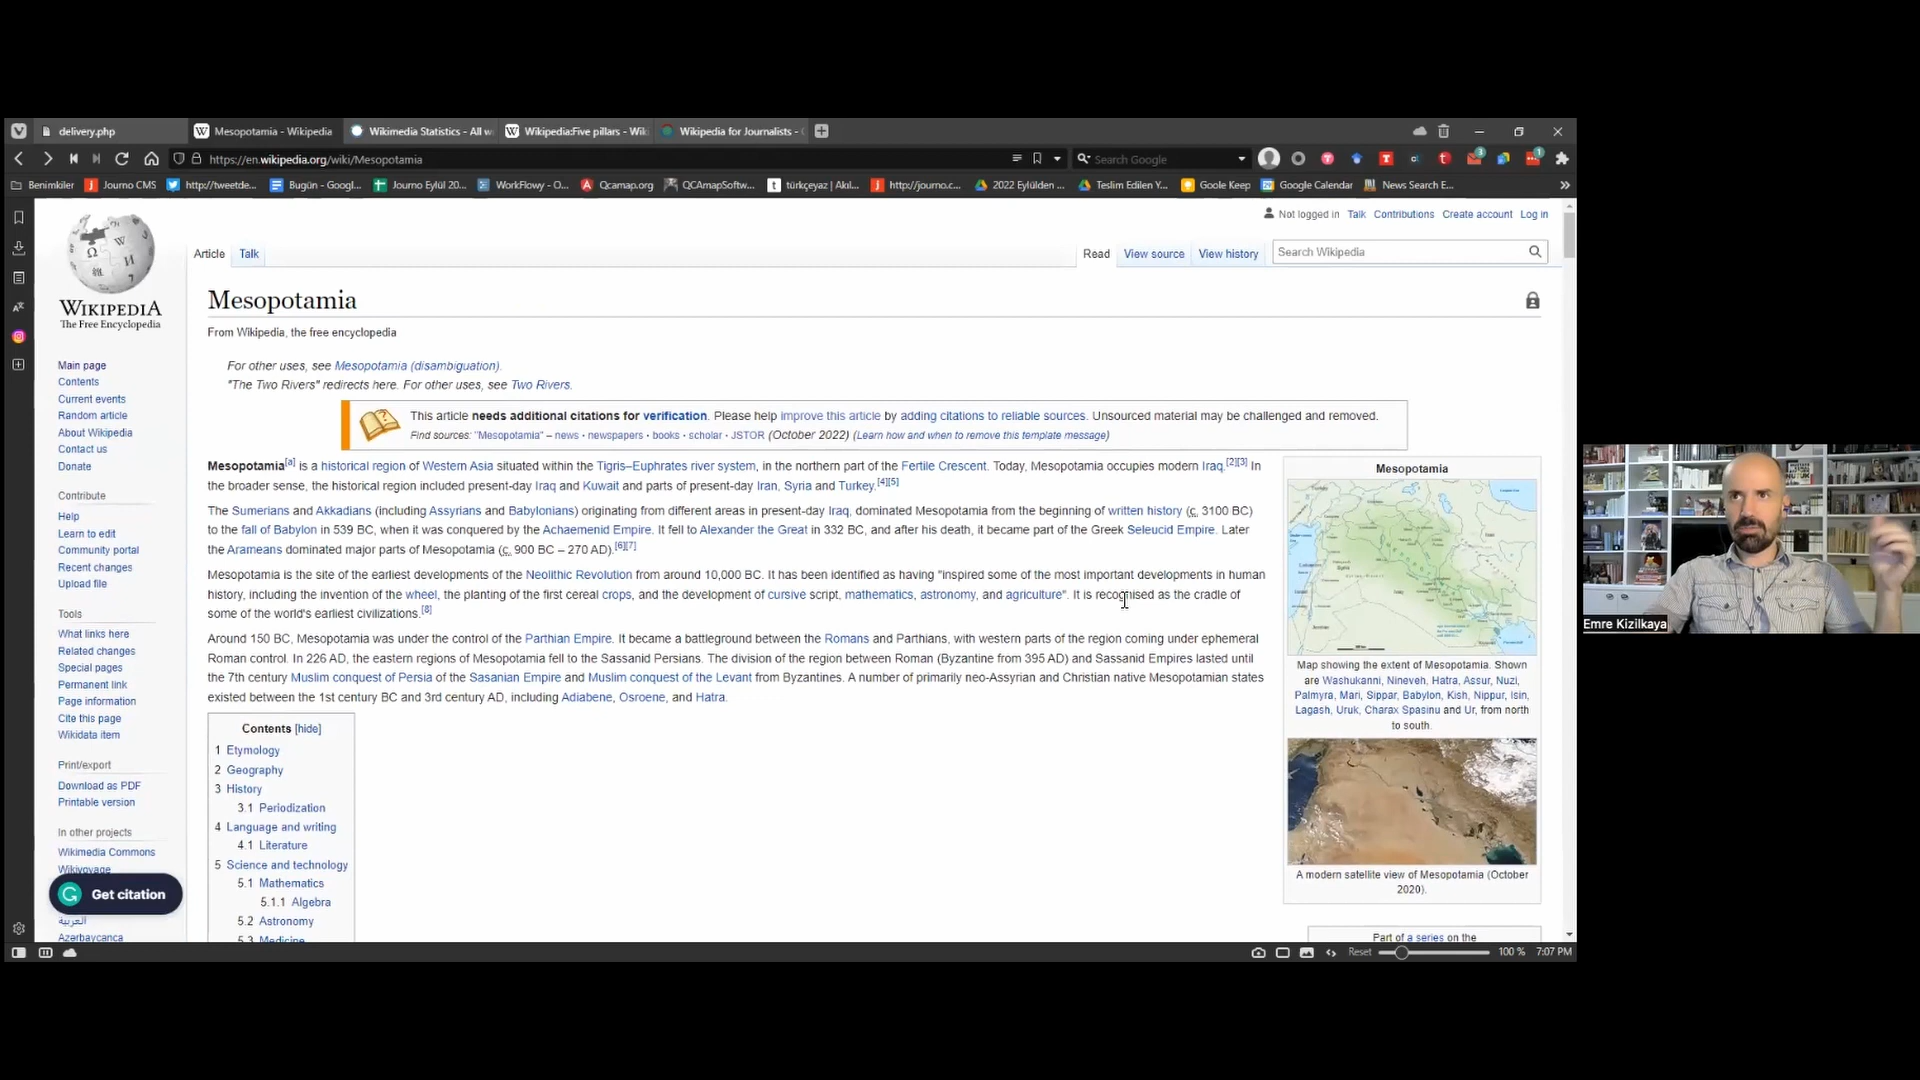 delivery.php
Mesopotamia - Wikipedia
Wikimedia Statistics - All w
Wikipedia:Five pillars - Wiki
Wikipedia for Journalists -
https://en.wikipedia.org/wiki/Mesopotamia
Search Google
Benimkiler
Journo CMS
http://tweetde...
Bugün - Googl...
Journo Eylül 20...
WorkFlowy - O...
Qcamap.org
QCAmapSoftw...
türkçeyaz | Akıl...
http://journo.c...
2022 Eylülden ...
Teslim Edilen Y...
Goole Keep
Google Calendar
News Search E...
Not logged in Talk Contributions Create account Log in
Article Talk
Read View source View history
Search Wikipedia
WIKIPEDIA
The Free Encyclopedia
Main page
Contents
Current events
Random article
About Wikipedia
Contact us
Donate
Contribute
Help
Learn to edit
Community portal
Recent changes
Upload file
Tools
What links here
Related changes
Special pages
Permanent link
Page information
Cite this page
Wikidata item
Print/export
Download as PDF
Printable version
In other projects
Wikimedia Commons
Wikivoyage
Get citation
العربية
Azərbaycanca
Mesopotamia
From Wikipedia, the free encyclopedia
For other uses, see Mesopotamia (disambiguation).
"The Two Rivers" redirects here. For other uses, see Two Rivers.
This article needs additional citations for verification. Please help improve this article by adding citations to reliable sources. Unsourced material may be challenged and removed.
Find sources: "Mesopotamia" – news · newspapers · books · scholar · JSTOR (October 2022) (Learn how and when to remove this template message)
Mesopotamia[a] is a historical region of Western Asia situated within the Tigris–Euphrates river system, in the northern part of the Fertile Crescent. Today, Mesopotamia occupies modern Iraq.[2][3] In
the broader sense, the historical region included present-day Iraq and Kuwait and parts of present-day Iran, Syria and Turkey.[4][5]
The Sumerians and Akkadians (including Assyrians and Babylonians) originating from different areas in present-day Iraq, dominated Mesopotamia from the beginning of written history (c. 3100 BC)
to the fall of Babylon in 539 BC, when it was conquered by the Achaemenid Empire. It fell to Alexander the Great in 332 BC, and after his death, it became part of the Greek Seleucid Empire. Later
the Arameans dominated major parts of Mesopotamia (c. 900 BC – 270 AD).[6][7]
Mesopotamia is the site of the earliest developments of the Neolithic Revolution from around 10,000 BC. It has been identified as having "inspired some of the most important developments in human
history, including the invention of the wheel, the planting of the first cereal crops, and the development of cursive script, mathematics, astronomy, and agriculture". It is recognised as the cradle of
some of the world's earliest civilizations.[8]
Around 150 BC, Mesopotamia was under the control of the Parthian Empire. It became a battleground between the Romans and Parthians, with western parts of the region coming under ephemeral
Roman control. In 226 AD, the eastern regions of Mesopotamia fell to the Sassanid Persians. The division of the region between Roman (Byzantine from 395 AD) and Sassanid Empires lasted until
the 7th century Muslim conquest of Persia of the Sasanian Empire and Muslim conquest of the Levant from Byzantines. A number of primarily neo-Assyrian and Christian native Mesopotamian states
existed between the 1st century BC and 3rd century AD, including Adiabene, Osroene, and Hatra.
Contents [hide]
1 Etymology
2 Geography
3 History
3.1 Periodization
4 Language and writing
4.1 Literature
5 Science and technology
5.1 Mathematics
5.1.1 Algebra
5.2 Astronomy
5.3 Medicine
Mesopotamia
Map showing the extent of Mesopotamia. Shown
are Washukanni, Nineveh, Hatra, Assur, Nuzi,
Palmyra, Mari, Sippar, Babylon, Kish, Nippur, Isin,
Lagash, Uruk, Charax Spasinu and Ur, from north
to south.
A modern satellite view of Mesopotamia (October
2020).
Part of a series on the
Reset
100 %
7:07 PM
Emre Kizilkaya